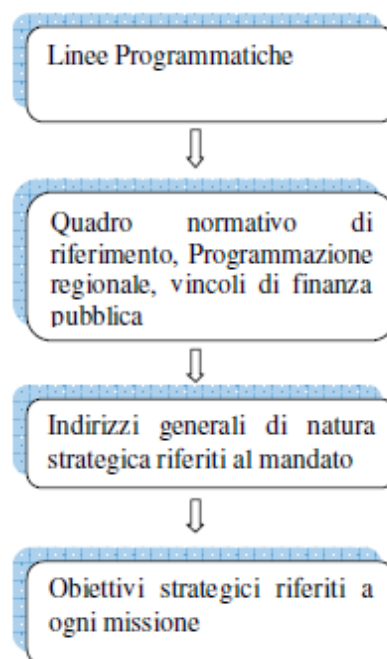 Linee Programmatiche
Quadro normativo di
riferimento, Programmazione
regionale, vincoli di finanza
pubblica
Indirizzi generali di natura
strategica riferiti al mandato
Obiettivi strategici riferiti a
ogni missione